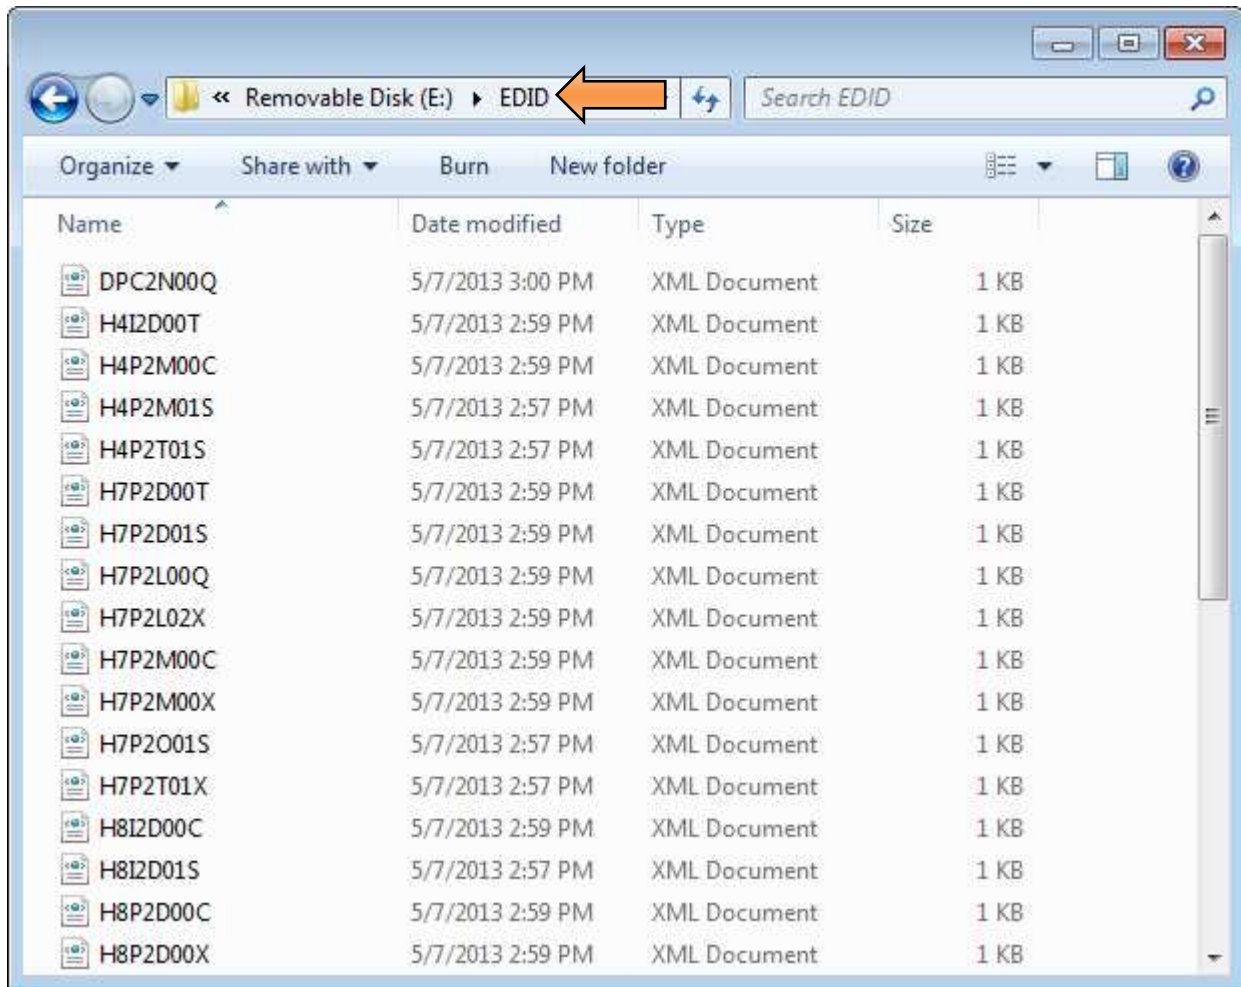 « Removable Disk (E:) ▸ EDID Search EDID
Organize Share with Burn New folder
Name Date modified Type Size
DPC2N00Q 5/7/2013 3:00 PM XML Document 1 KB
H4I2D00T 5/7/2013 2:59 PM XML Document 1 KB
H4P2M00C 5/7/2013 2:59 PM XML Document 1 KB
H4P2M01S 5/7/2013 2:57 PM XML Document 1 KB
H4P2T01S 5/7/2013 2:57 PM XML Document 1 KB
H7P2D00T 5/7/2013 2:59 PM XML Document 1 KB
H7P2D01S 5/7/2013 2:59 PM XML Document 1 KB
H7P2L00Q 5/7/2013 2:59 PM XML Document 1 KB
H7P2L02X 5/7/2013 2:59 PM XML Document 1 KB
H7P2M00C 5/7/2013 2:59 PM XML Document 1 KB
H7P2M00X 5/7/2013 2:59 PM XML Document 1 KB
H7P2O01S 5/7/2013 2:57 PM XML Document 1 KB
H7P2T01X 5/7/2013 2:57 PM XML Document 1 KB
H8I2D00C 5/7/2013 2:59 PM XML Document 1 KB
H8I2D01S 5/7/2013 2:57 PM XML Document 1 KB
H8P2D00C 5/7/2013 2:59 PM XML Document 1 KB
H8P2D00X 5/7/2013 2:59 PM XML Document 1 KB